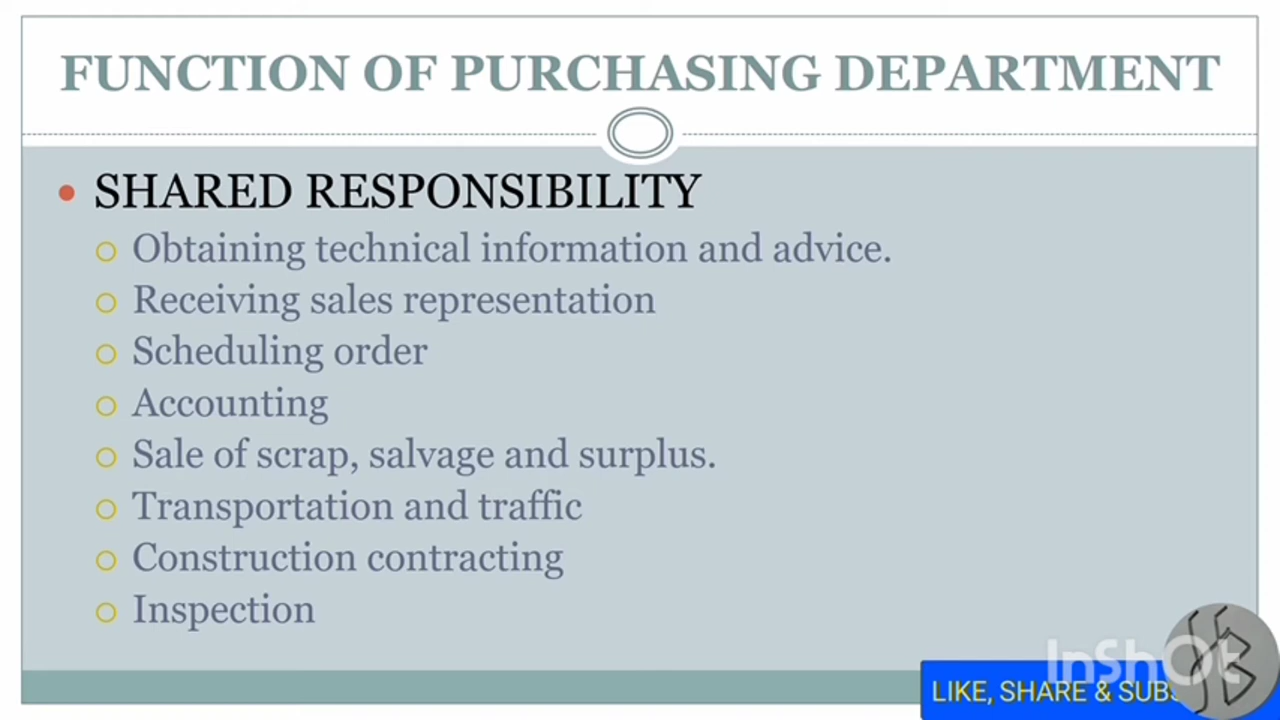 FUNCTION OF PURCHASING DEPARTMENT
SHARED RESPONSIBILITY
Obtaining technical information and advice.
Receiving sales representation
Scheduling order
Accounting
Sale of scrap, salvage and surplus.
Transportation and traffic
Construction contracting
Inspection
InShOt
LIKE, SHARE & SUBS